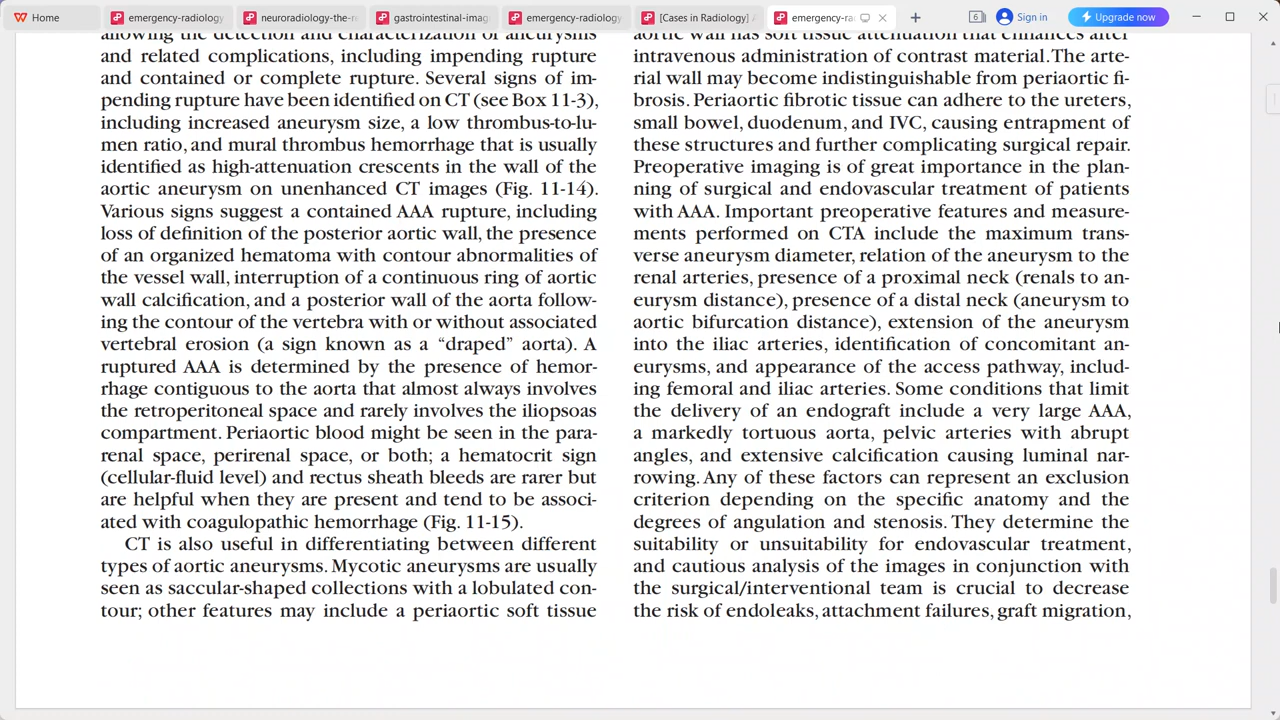 Home
emergency-radiology
neuroradiology-the-r
gastrointestinal-imag
emergency-radiology
[Cases in Radiology]
emergency-ra
6
Sign in
Upgrade now
allowing the detection and characterization of aneurysms
and related complications, including impending rupture
and contained or complete rupture. Several signs of im-
pending rupture have been identified on CT (see Box 11-3),
including increased aneurysm size, a low thrombus-to-lu-
men ratio, and mural thrombus hemorrhage that is usually
identified as high-attenuation crescents in the wall of the
aortic aneurysm on unenhanced CT images (Fig. 11-14).
Various signs suggest a contained AAA rupture, including
loss of definition of the posterior aortic wall, the presence
of an organized hematoma with contour abnormalities of
the vessel wall, interruption of a continuous ring of aortic
wall calcification, and a posterior wall of the aorta follow-
ing the contour of the vertebra with or without associated
vertebral erosion (a sign known as a “draped” aorta). A
ruptured AAA is determined by the presence of hemor-
rhage contiguous to the aorta that almost always involves
the retroperitoneal space and rarely involves the iliopsoas
compartment. Periaortic blood might be seen in the para-
renal space, perirenal space, or both; a hematocrit sign
(cellular-fluid level) and rectus sheath bleeds are rarer but
are helpful when they are present and tend to be associ-
ated with coagulopathic hemorrhage (Fig. 11-15).
CT is also useful in differentiating between different
types of aortic aneurysms. Mycotic aneurysms are usually
seen as saccular-shaped collections with a lobulated con-
tour; other features may include a periaortic soft tissue
aortic wall has soft tissue attenuation that enhances after
intravenous administration of contrast material. The arte-
rial wall may become indistinguishable from periaortic fi-
brosis. Periaortic fibrotic tissue can adhere to the ureters,
small bowel, duodenum, and IVC, causing entrapment of
these structures and further complicating surgical repair.
Preoperative imaging is of great importance in the plan-
ning of surgical and endovascular treatment of patients
with AAA. Important preoperative features and measure-
ments performed on CTA include the maximum trans-
verse aneurysm diameter, relation of the aneurysm to the
renal arteries, presence of a proximal neck (renals to an-
eurysm distance), presence of a distal neck (aneurysm to
aortic bifurcation distance), extension of the aneurysm
into the iliac arteries, identification of concomitant an-
eurysms, and appearance of the access pathway, includ-
ing femoral and iliac arteries. Some conditions that limit
the delivery of an endograft include a very large AAA,
a markedly tortuous aorta, pelvic arteries with abrupt
angles, and extensive calcification causing luminal nar-
rowing. Any of these factors can represent an exclusion
criterion depending on the specific anatomy and the
degrees of angulation and stenosis. They determine the
suitability or unsuitability for endovascular treatment,
and cautious analysis of the images in conjunction with
the surgical/interventional team is crucial to decrease
the risk of endoleaks, attachment failures, graft migration,